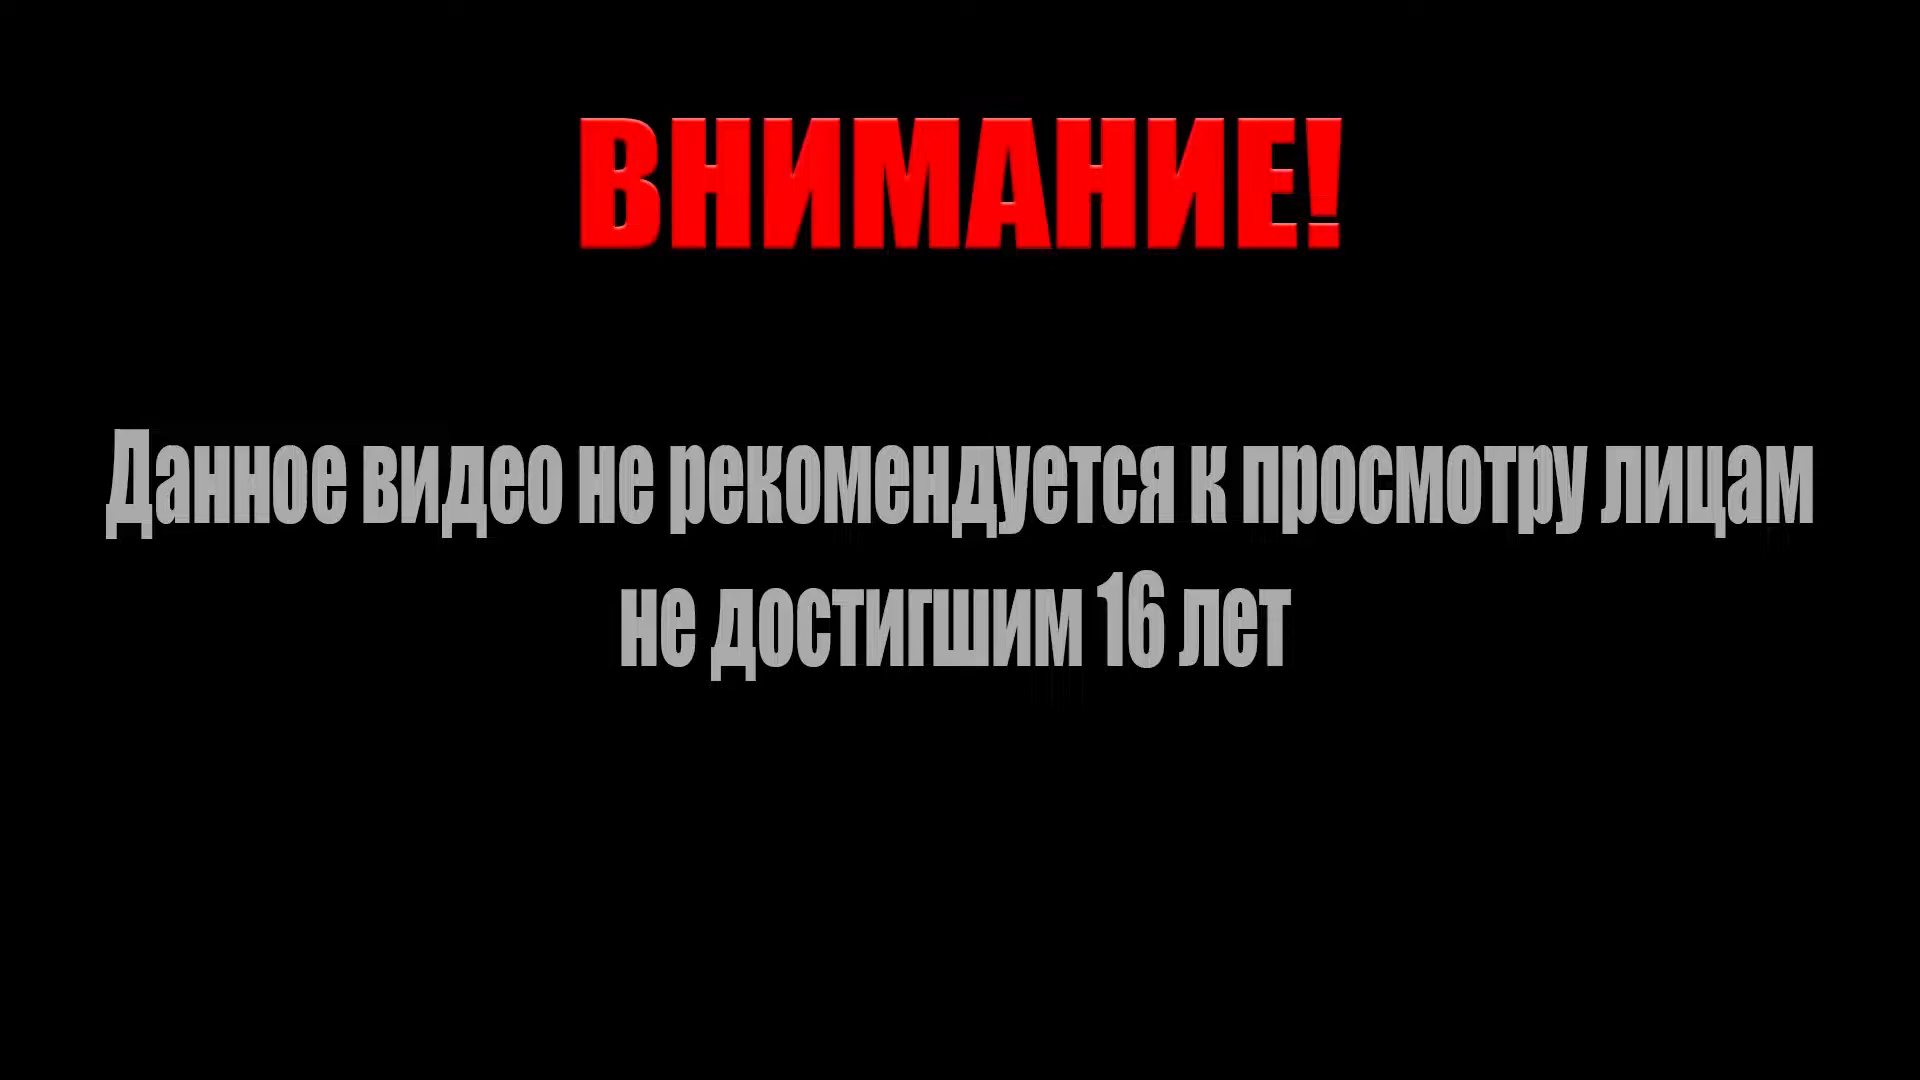 ВНИМАНИЕ!
Данное видео не рекомендуется к просмотру лицам
не достигшим 16 лет